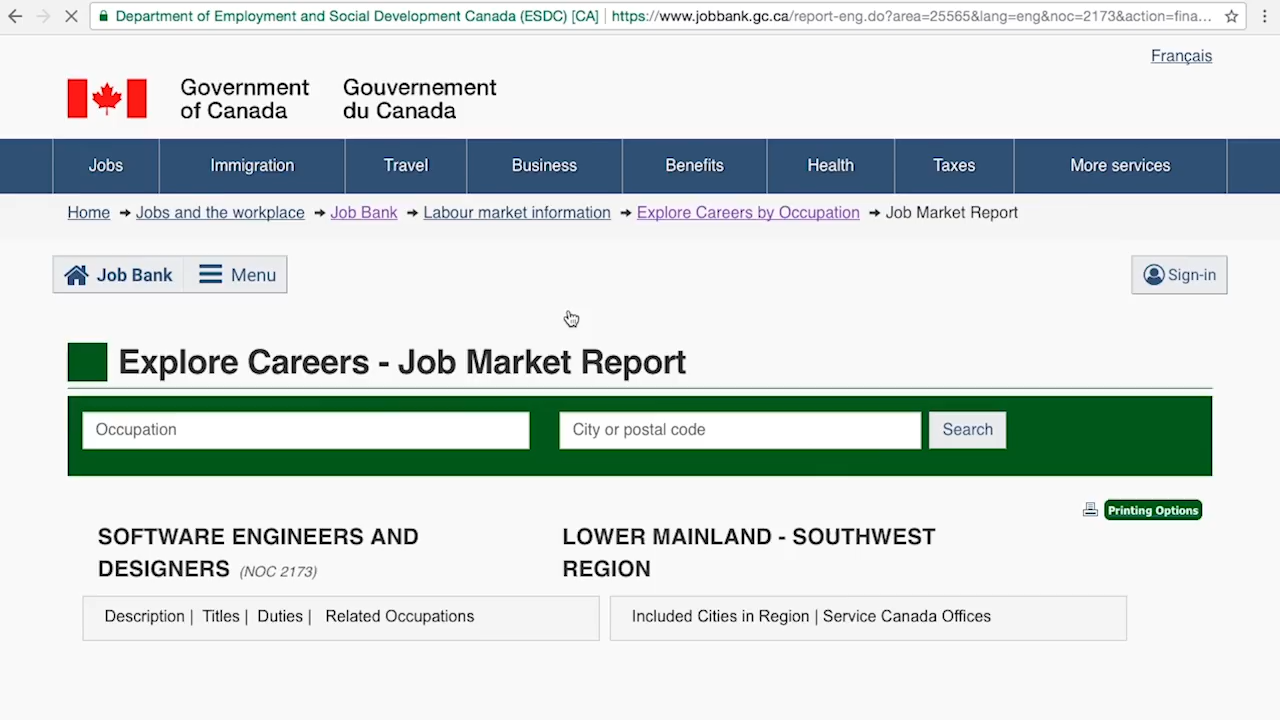 Department of Employment and Social Development Canada (ESDC) [CA] https://www.jobbank.gc.ca/report-eng.do?area=25565&lang=eng&noc=2173&action=fina...
Français
Government Gouvernement
of Canada du Canada
Jobs Immigration Travel Business Benefits Health Taxes More services
Home → Jobs and the workplace → Job Bank → Labour market information → Explore Careers by Occupation → Job Market Report
Job Bank Menu Sign-in
Explore Careers - Job Market Report
Occupation City or postal code Search
Printing Options
SOFTWARE ENGINEERS AND LOWER MAINLAND - SOUTHWEST
DESIGNERS (NOC 2173) REGION
Description | Titles | Duties | Related Occupations Included Cities in Region | Service Canada Offices